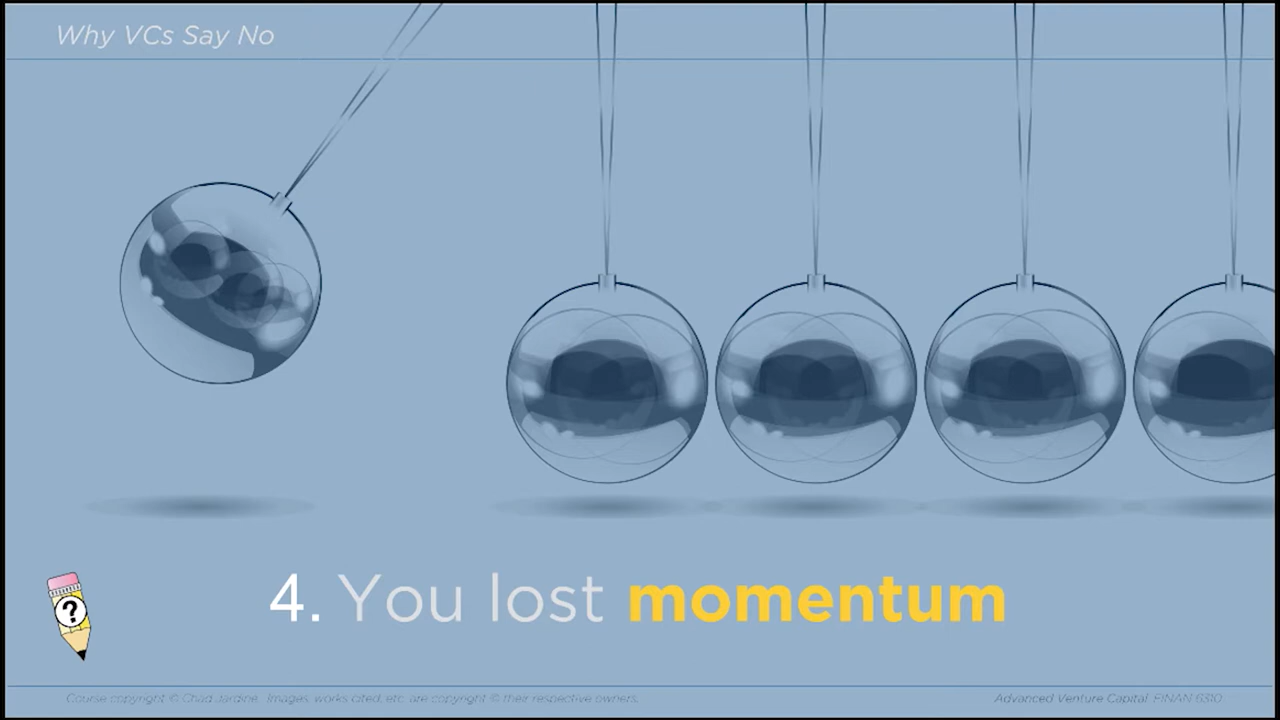 Why VCs Say No
4. You lost momentum
?
Course copyright © Chad Jardine. Images, works cited, etc. are copyright © their respective owners.
Advanced Venture Capital, FINAN 6310